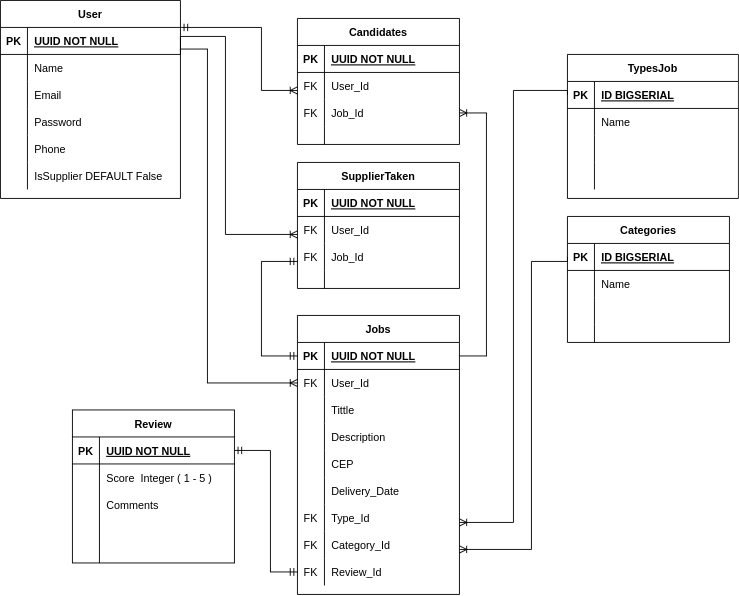 User
PK UUID NOT NULL
Name
Email
Password
Phone
IsSupplier DEFAULT False
Candidates
PK UUID NOT NULL
FK User_Id
FK Job_Id
SupplierTaken
PK UUID NOT NULL
FK User_Id
FK Job_Id
Jobs
PK UUID NOT NULL
FK User_Id
Tittle
Description
CEP
Delivery_Date
FK Type_Id
FK Category_Id
FK Review_Id
TypesJob
PK ID BIGSERIAL
Name
Categories
PK ID BIGSERIAL
Name
Review
PK UUID NOT NULL
Score Integer ( 1 - 5 )
Comments